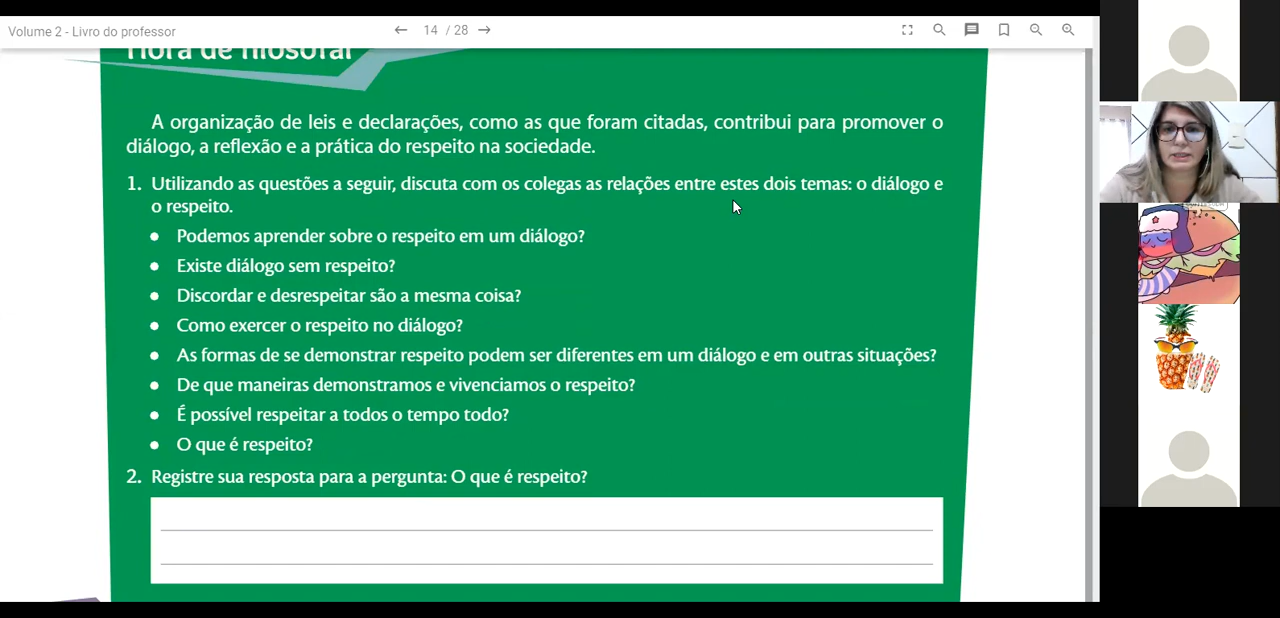 Volume 2 - Livro do professor
14 / 28
Hora de filosofar
A organização de leis e declarações, como as que foram citadas, contribui para promover o
diálogo, a reflexão e a prática do respeito na sociedade.
1. Utilizando as questões a seguir, discuta com os colegas as relações entre estes dois temas: o diálogo e
o respeito.
• Podemos aprender sobre o respeito em um diálogo?
• Existe diálogo sem respeito?
• Discordar e desrespeitar são a mesma coisa?
• Como exercer o respeito no diálogo?
• As formas de se demonstrar respeito podem ser diferentes em um diálogo e em outras situações?
• De que maneiras demonstramos e vivenciamos o respeito?
• É possível respeitar a todos o tempo todo?
• O que é respeito?
2. Registre sua resposta para a pergunta: O que é respeito?